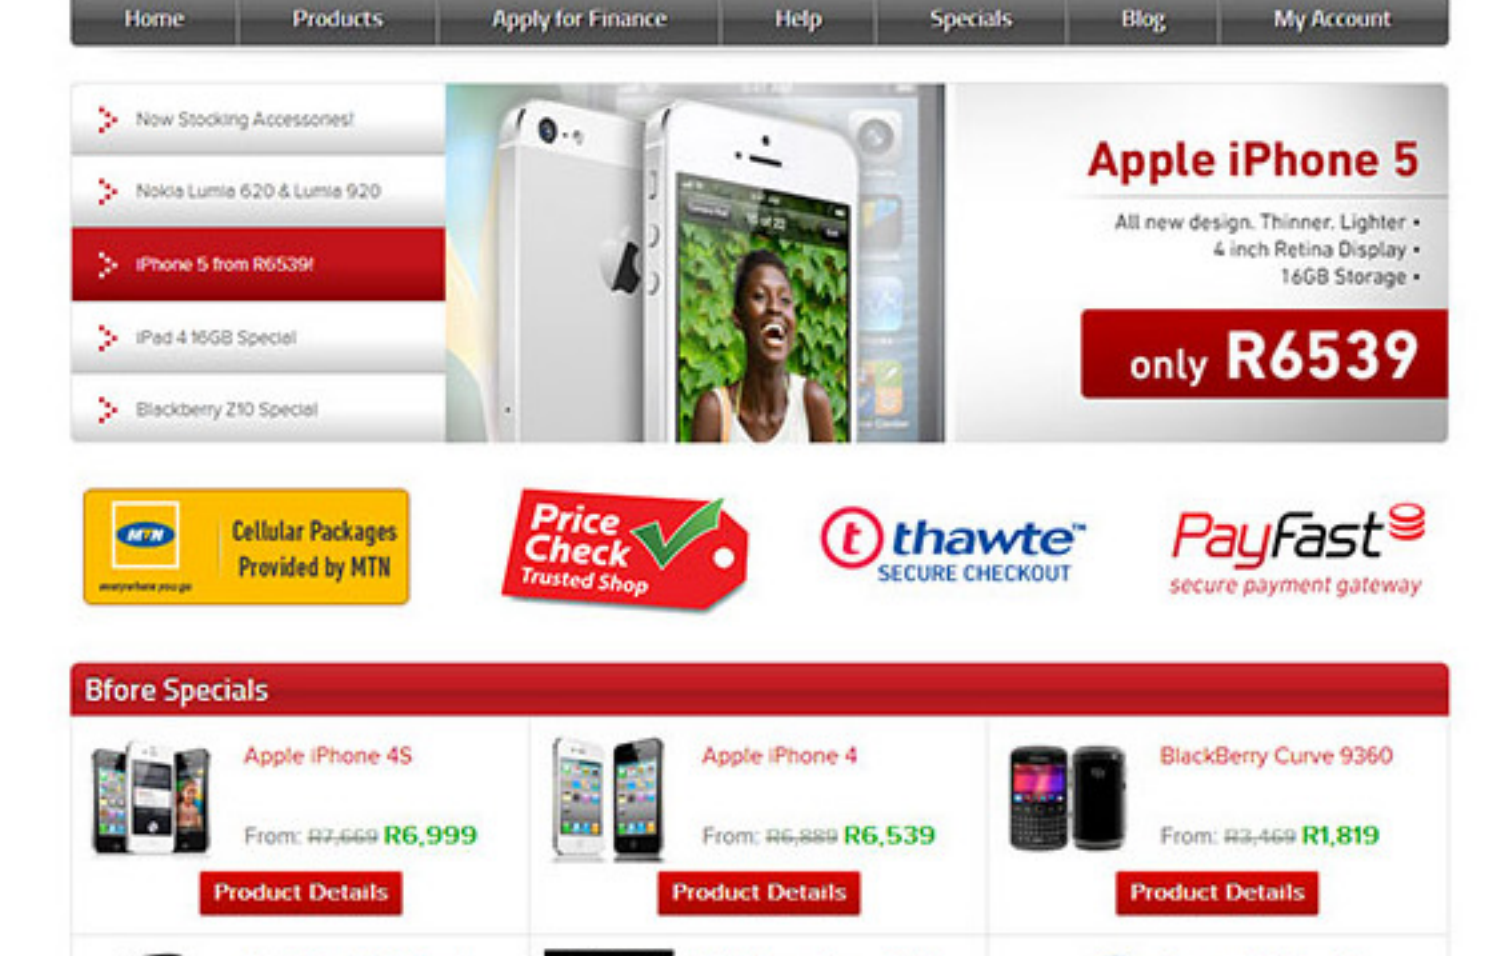 Home Products Apply for Finance Help Specials Blog My Account
Now Stocking Accessories!
Nokia Lumia 620 & Lumia 920
iPhone 5 from R6539!
iPad 4 16GB Special
Blackberry Z10 Special
Apple iPhone 5
All new design. Thinner. Lighter •
4 inch Retina Display •
16GB Storage •
only R6539
MTN
everywhere you go
Cellular Packages
Provided by MTN
Price
Check
Trusted Shop
t thawte™
SECURE CHECKOUT
PayFast
secure payment gateway
Bfore Specials
Apple iPhone 4S
From: R7,669 R6,999
Product Details
Apple iPhone 4
From: R6,889 R6,539
Product Details
BlackBerry Curve 9360
From: R3,469 R1,819
Product Details